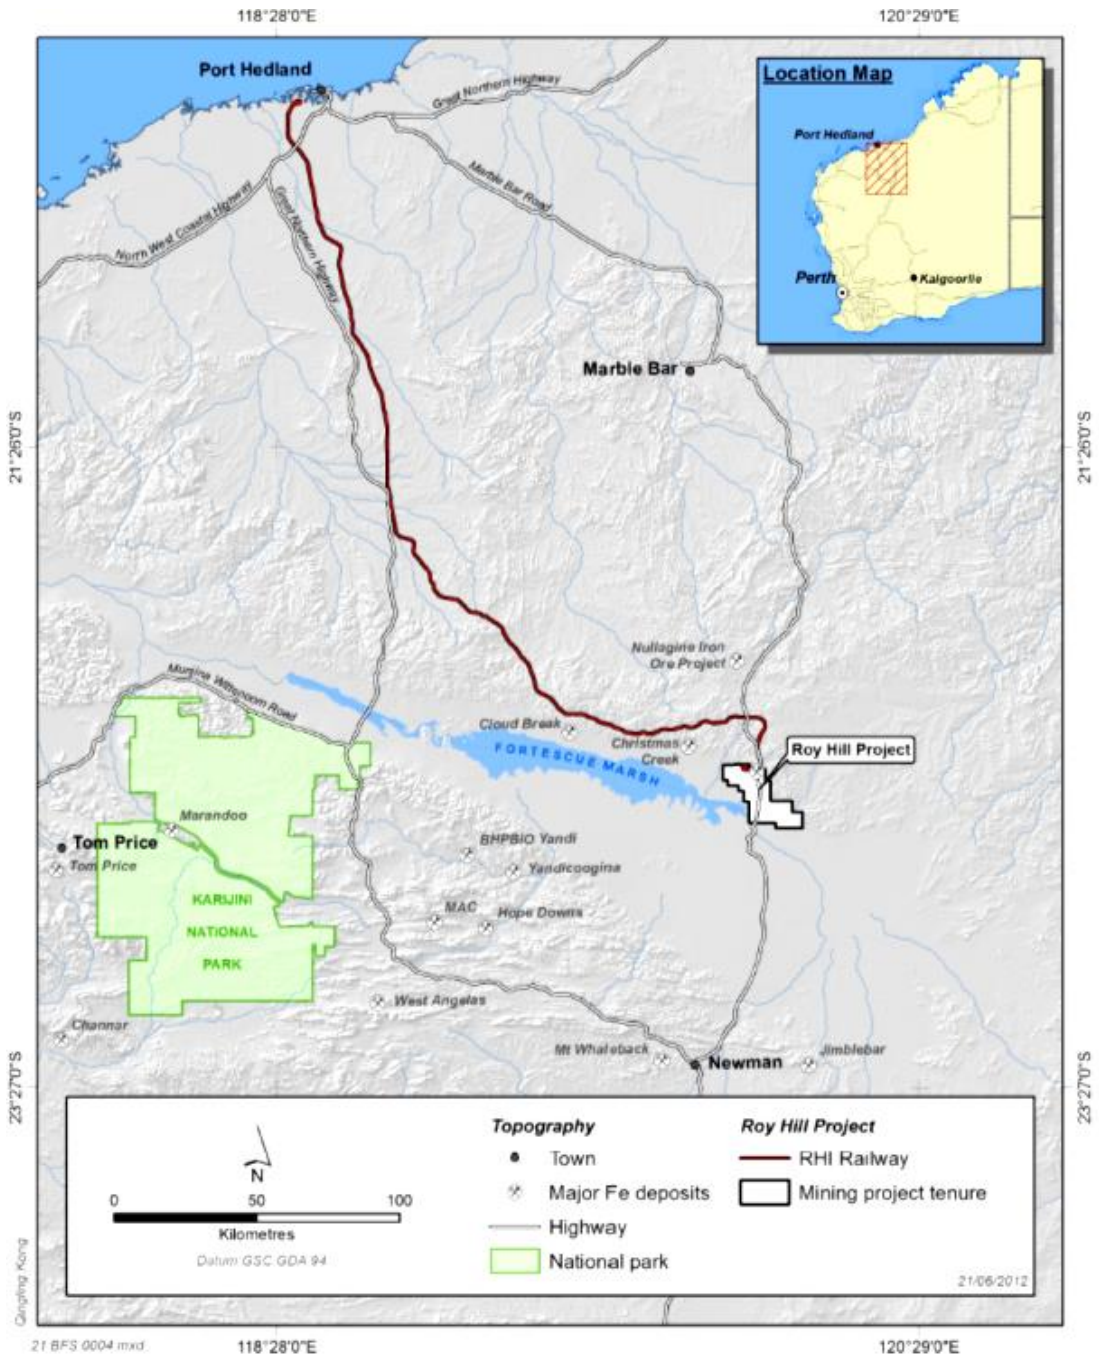 118°28'0"E
120°29'0"E
Port Hedland
Great Northern Highway
Location Map
Port Hedland
Perth
Kalgoorlie
Marble Bar Road
North West Coastal Highway
Great Northern Highway
Marble Bar
21°26'0"S
21°26'0"S
Nullagine Iron
Ore Project
Munjina Wittenoom Road
Cloud Break
Christmas
Creek
FORTESCUE MARSH
Roy Hill Project
Marandoo
Tom Price
Tom Price
BHPBIO Yandi
Yandicoogina
KARIJINI
NATIONAL
PARK
MAC
Hope Downs
West Angelas
Channar
Mt Whaleback
Newman
Jimblebar
23°27'0"S
23°27'0"S
N
0 50 100
Kilometres
Datum GSC GDA 94
Topography
Town
Major Fe deposits
Highway
National park
Roy Hill Project
RHI Railway
Mining project tenure
21/06/2012
Qingling Kong
21 BFS 0004 mxd
118°28'0"E
120°29'0"E